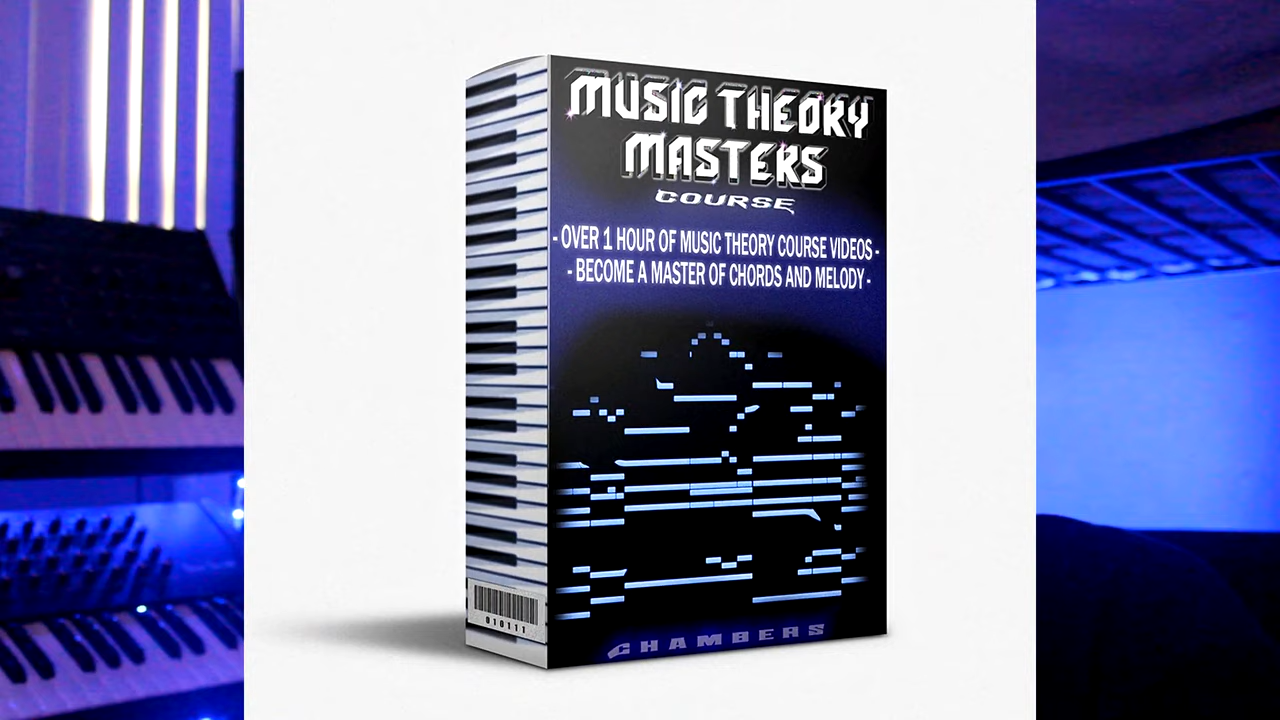 MUSIC THEORY
MASTERS
COURSE
- OVER 1 HOUR OF MUSIC THEORY COURSE VIDEOS -
- BECOME A MASTER OF CHORDS AND MELODY -
CHAMBERS
010111